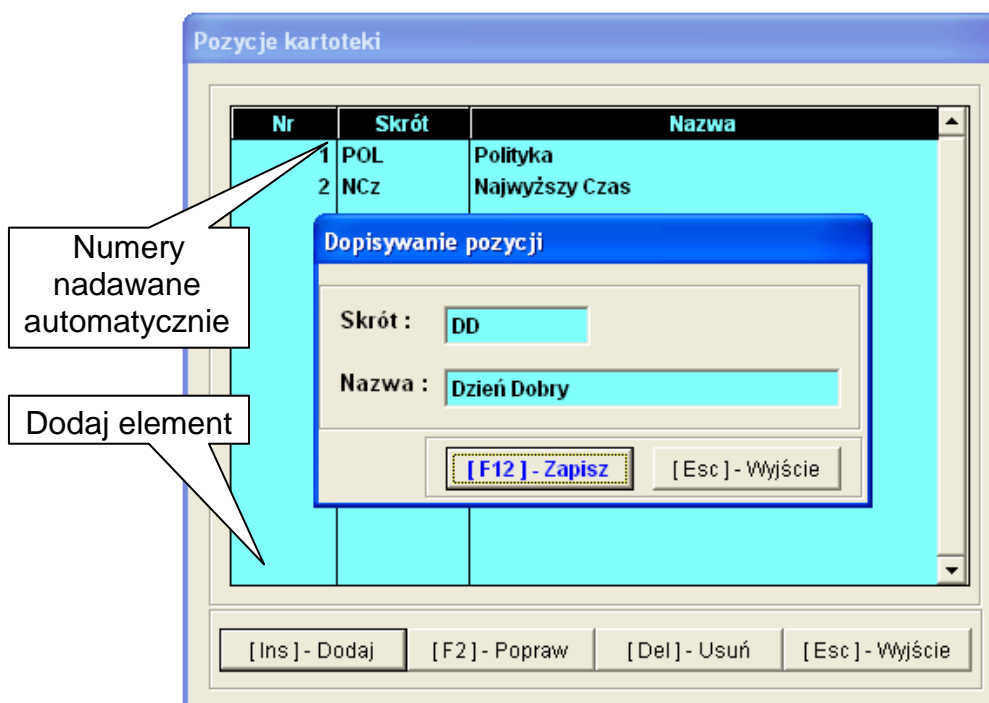 Pozycje kartoteki
Nr Skrót Nazwa
1 POL Polityka
2 NCz Najwyższy Czas
Numery
nadawane
automatycznie
Dopisywanie pozycji
Skrót : DD
Nazwa : Dzień Dobry
[ F12 ] - Zapisz [ Esc ] - Wyjście
Dodaj element
[ Ins ] - Dodaj [ F2 ] - Popraw [ Del ] - Usuń [ Esc ] - Wyjście